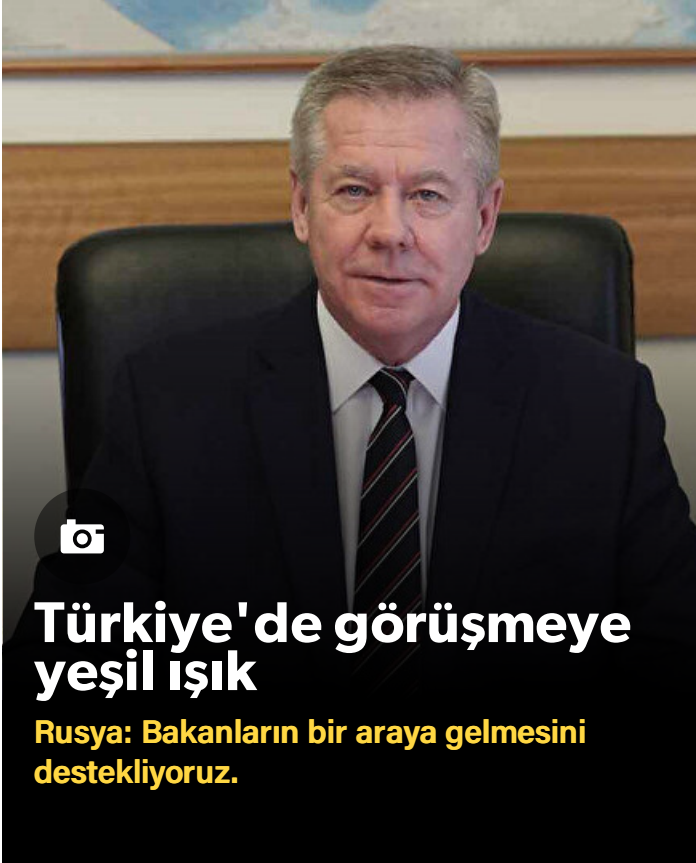 Türkiye'de görüşmeye
yeşil ışık
Rusya: Bakanların bir araya gelmesini
destekliyoruz.